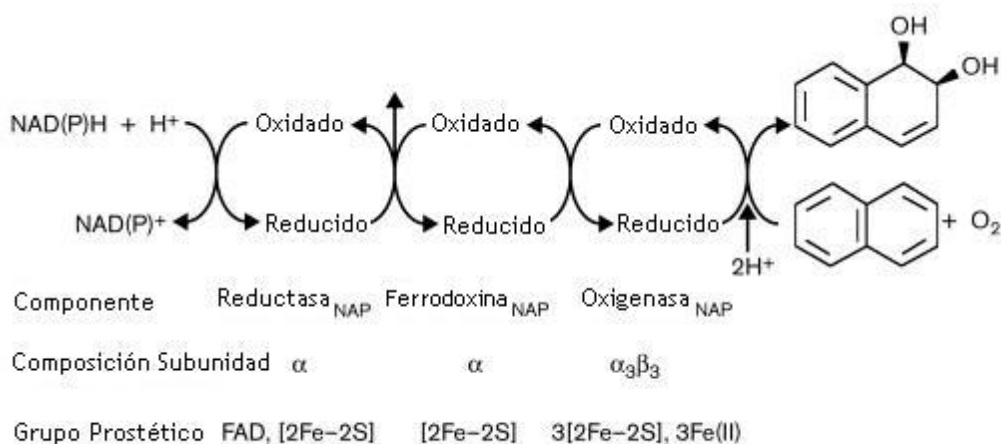 OH
OH
NAD(P)H + H⁺ Oxidado Oxidado Oxidado
NAD(P)⁺ Reducido Reducido Reducido + O₂
2H⁺
Componente Reductasa NAP Ferrodoxina NAP Oxigenasa NAP
Composición Subunidad α α α₃β₃
Grupo Prostético FAD, [2Fe–2S] [2Fe–2S] 3[2Fe–2S], 3Fe(II)